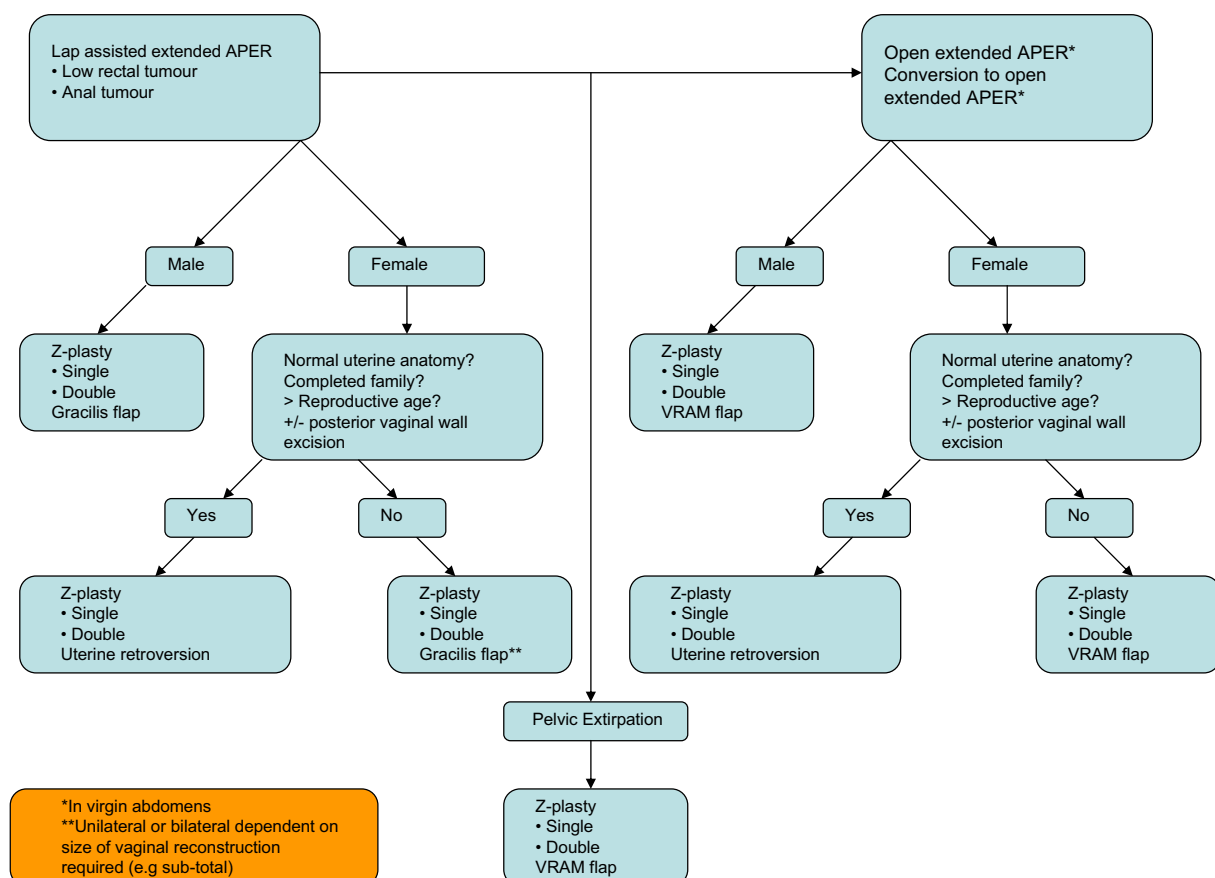 Lap assisted extended APER
• Low rectal tumour
• Anal tumour
Open extended APER*
Conversion to open
extended APER*
Male
Female
Male
Female
Z-plasty
• Single
• Double
Gracilis flap
Normal uterine anatomy?
Completed family?
> Reproductive age?
+/- posterior vaginal wall
excision
Z-plasty
• Single
• Double
VRAM flap
Normal uterine anatomy?
Completed family?
> Reproductive age?
+/- posterior vaginal wall
excision
Yes
No
Yes
No
Z-plasty
• Single
• Double
Uterine retroversion
Z-plasty
• Single
• Double
Gracilis flap**
Z-plasty
• Single
• Double
Uterine retroversion
Z-plasty
• Single
• Double
VRAM flap
Pelvic Extirpation
*In virgin abdomens
**Unilateral or bilateral dependent on
size of vaginal reconstruction
required (e.g sub-total)
Z-plasty
• Single
• Double
VRAM flap